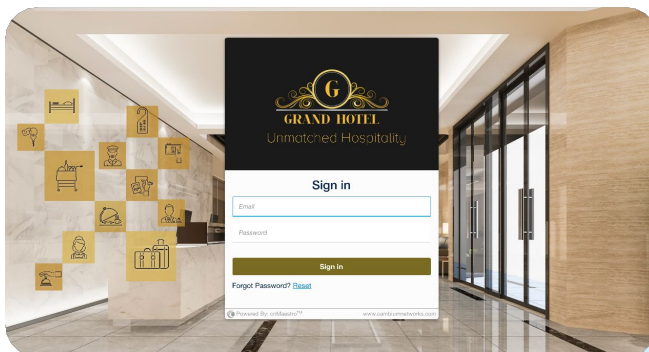 G
GRAND HOTEL
Unmatched Hospitality
Sign in
Email
Password
Sign in
Forgot Password? Reset
Powered By: cnMaestro™
www.cambiumnetworks.com